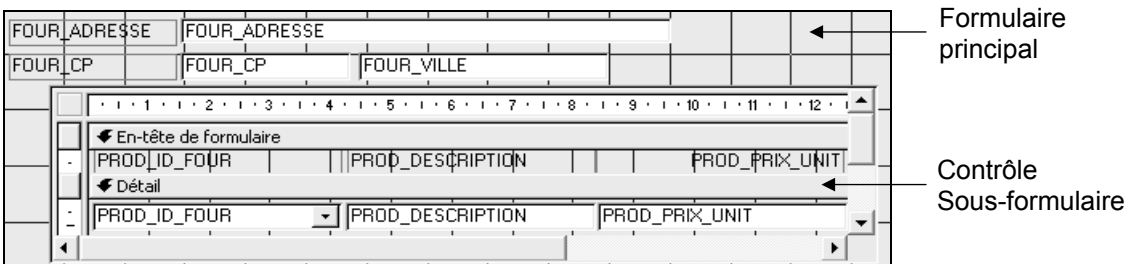 FOUR_ADRESSE FOUR_ADRESSE
Formulaire
principal
FOUR_CP FOUR_CP FOUR_VILLE
1 2 3 4 5 6 7 8 9 10 11 12
En-tête de formulaire
PROD_ID_FOUR PROD_DESCRIPTION PROD_PRIX_UNIT
Détail
PROD_ID_FOUR PROD_DESCRIPTION PROD_PRIX_UNIT
Contrôle
Sous-formulaire